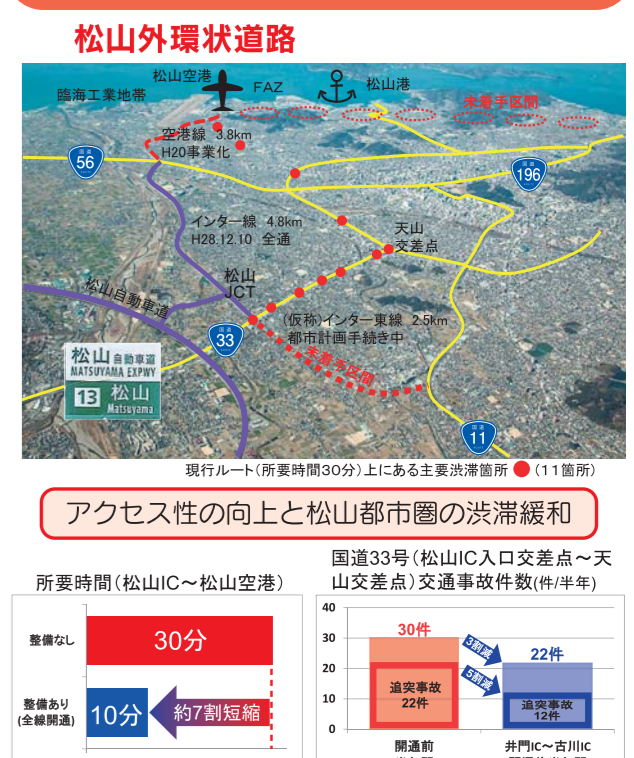 松山外環状道路
松山空港
FAZ
松山港
臨海工業地帯
未着手区間
空港線 3.8km
H20事業化
国道
56
国道
196
インター線 4.8km
H28.12.10 全通
天山
交差点
松山
JCT
松山自動車道
(仮称)インター東線 2.5km
都市計画手続き中
国道
33
未着手区間
松山自動車道
MATSUYAMA EXPWY
13 松山
Matsuyama
国道
11
現行ルート(所要時間30分)上にある主要渋滞箇所 (11箇所)
アクセス性の向上と松山都市圏の渋滞緩和
所要時間(松山IC～松山空港)
整備なし
30分
整備あり
(全線開通)
10分
約7割短縮
国道33号(松山IC入口交差点～天
山交差点)交通事故件数(件/半年)
40
30
20
10
0
30件
3割減
22件
5割減
追突事故
22件
追突事故
12件
開通前
井門IC～古川IC